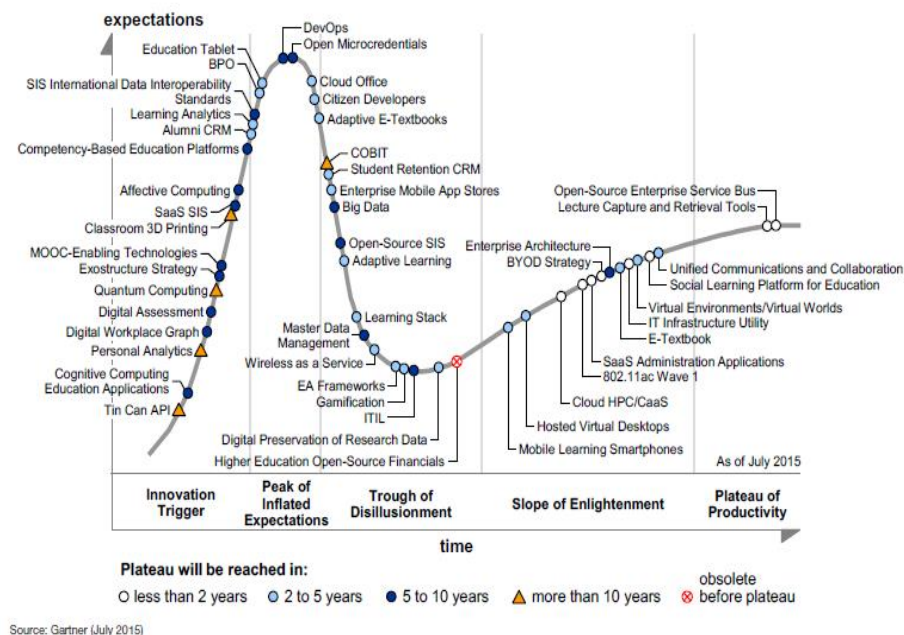 expectations
DevOps
Open Microcredentials
Education Tablet
BPO
SIS International Data Interoperability
Standards
Learning Analytics
Alumni CRM
Competency-Based Education Platforms
Affective Computing
SaaS SIS
Classroom 3D Printing
MOOC-Enabling Technologies
Exostructure Strategy
Quantum Computing
Digital Assessment
Digital Workplace Graph
Personal Analytics
Cognitive Computing
Education Applications
Tin Can API
Cloud Office
Citizen Developers
Adaptive E-Textbooks
COBIT
Student Retention CRM
Enterprise Mobile App Stores
Big Data
Open-Source SIS
Adaptive Learning
Learning Stack
Master Data
Management
Wireless as a Service
EA Frameworks
Gamification
ITIL
Digital Preservation of Research Data
Higher Education Open-Source Financials
Open-Source Enterprise Service Bus
Lecture Capture and Retrieval Tools
Enterprise Architecture
BYOD Strategy
Unified Communications and Collaboration
Social Learning Platform for Education
Virtual Environments/Virtual Worlds
IT Infrastructure Utility
E-Textbook
SaaS Administration Applications
802.11ac Wave 1
Cloud HPC/CaaS
Hosted Virtual Desktops
Mobile Learning Smartphones
As of July 2015
Innovation
Trigger
Peak of
Inflated
Expectations
Trough of
Disillusionment
Slope of Enlightenment
Plateau of
Productivity
time
Plateau will be reached in:
less than 2 years
2 to 5 years
5 to 10 years
more than 10 years
obsolete
before plateau
Source: Gartner (July 2015)